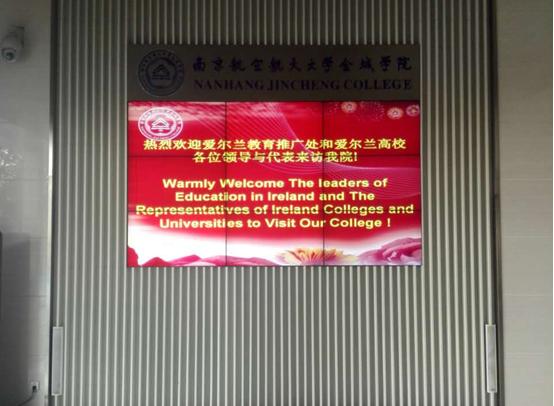 南京航空航天大学金城学院
NANHANG JINCHENG COLLEGE
热烈欢迎爱尔兰教育推广处和爱尔兰高校
各位领导与代表来访我院!
Warmly Welcome The leaders of
Education in Ireland and The
Representatives of Ireland Colleges and
Universities to Visit Our College !